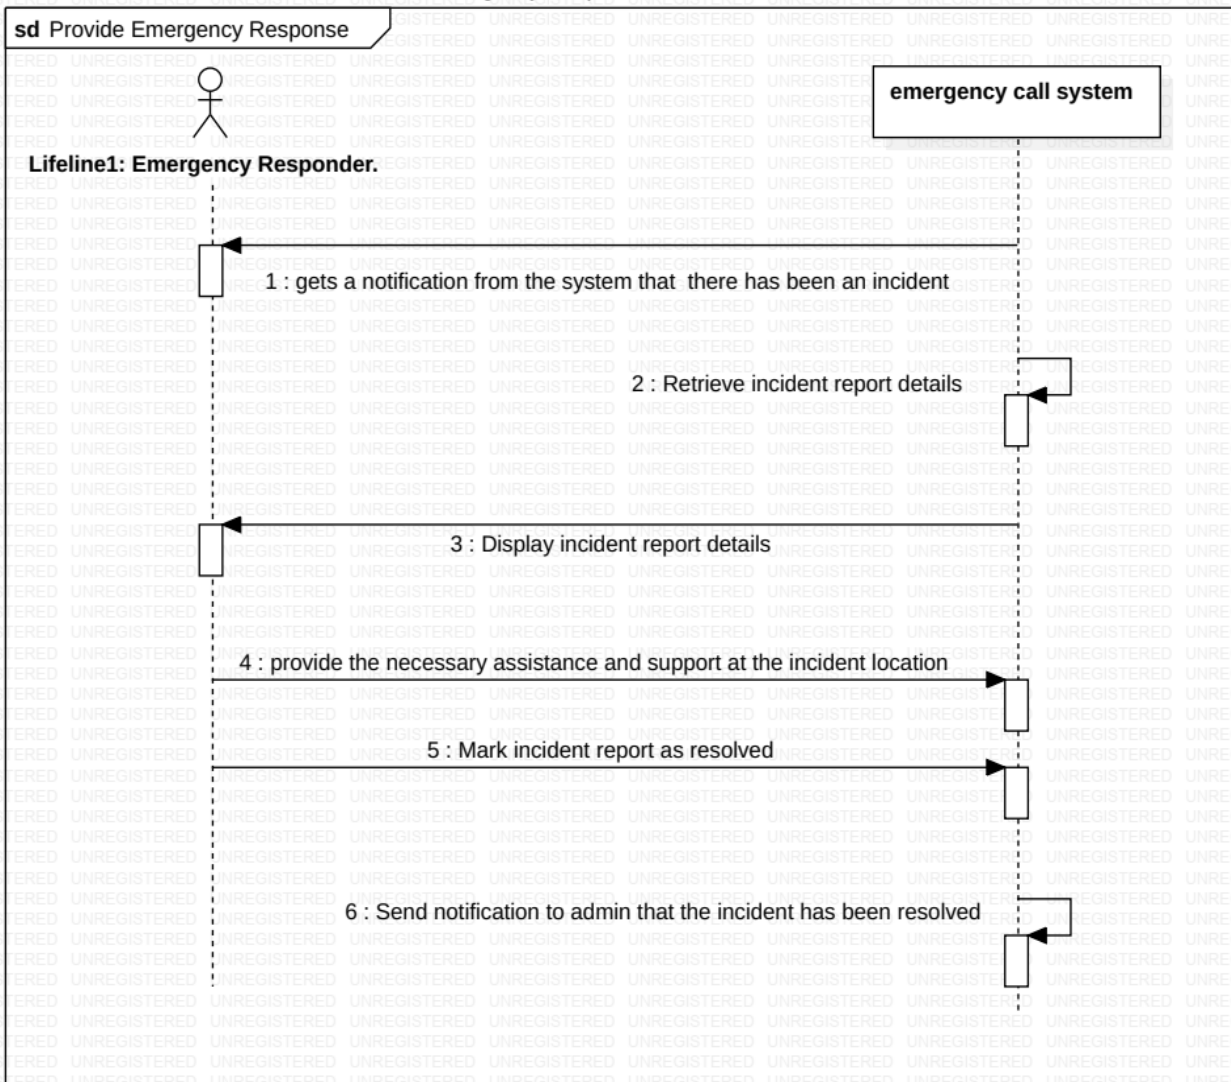 sd Provide Emergency Response
emergency call system
Lifeline1: Emergency Responder.
1 : gets a notification from the system that there has been an incident
2 : Retrieve incident report details
3 : Display incident report details
4 : provide the necessary assistance and support at the incident location
5 : Mark incident report as resolved
6 : Send notification to admin that the incident has been resolved
UNREGISTERED